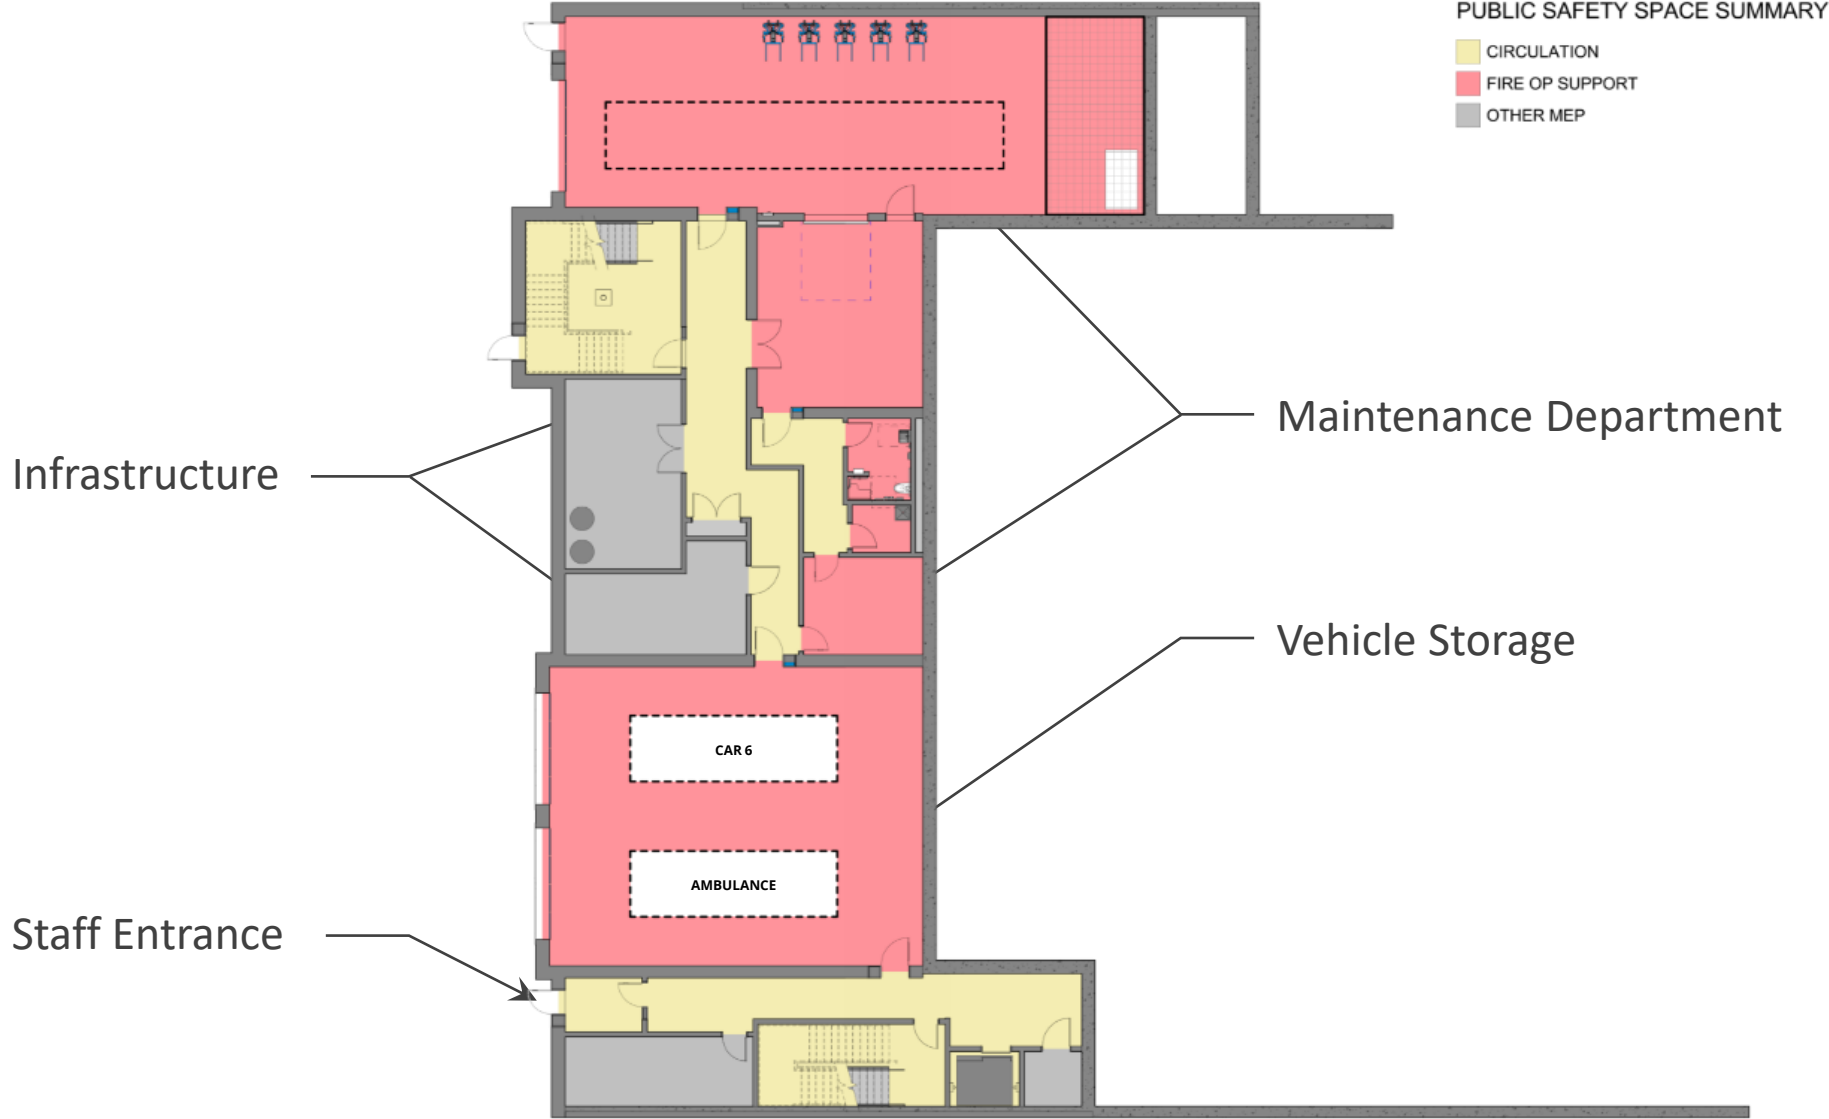 PUBLIC SAFETY SPACE SUMMARY
CIRCULATION
FIRE OP SUPPORT
OTHER MEP
Maintenance Department
Infrastructure
Vehicle Storage
CAR 6
AMBULANCE
Staff Entrance